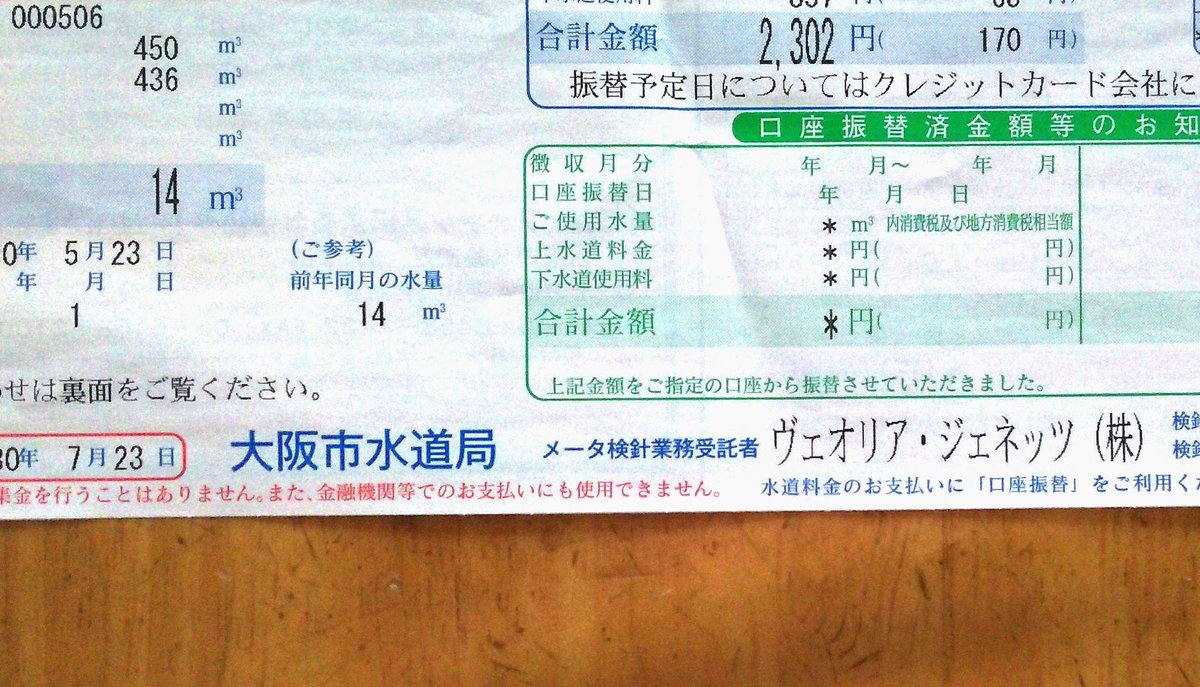 000506
450 m³
436 m³
m³
m³
14 m³
0年 5月23日
年 月 日
1
(ご参考)
前年同月の水量
14 m³
せは裏面をご覧ください。
30年 7月23日
大阪市水道局
メータ検針業務受託者 ヴェオリア・ジェネッツ(株)
検針
検針
集金を行うことはありません。また、金融機関等でのお支払いにも使用できません。
水道料金のお支払いに「口座振替」をご利用くだ
合計金額 2,302円( 170 円)
振替予定日についてはクレジットカード会社に
口座振替済金額等のお知
徴収月分 年 月～ 年 月
口座振替日 年 月 日
ご使用水量 * m³ 内消費税及び地方消費税相当額
上水道料金 * 円( 円)
下水道使用料 * 円( 円)
合計金額 * 円( 円)
上記金額をご指定の口座から振替させていただきました。